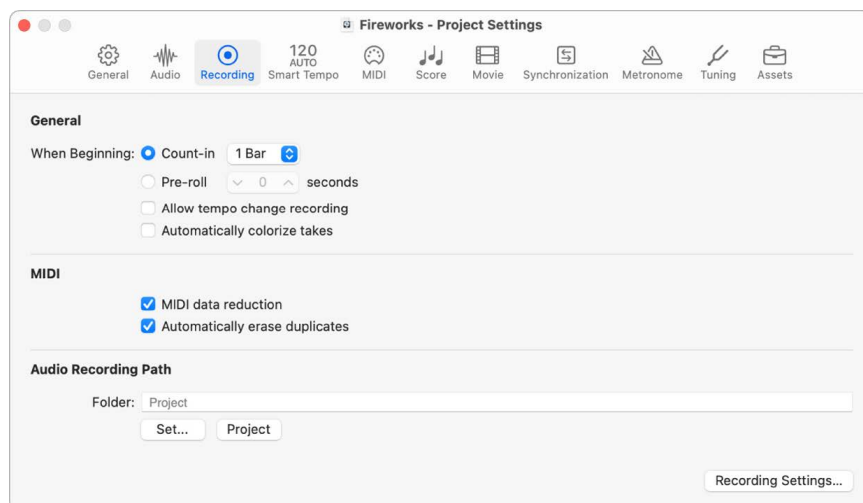 Fireworks - Project Settings
120
AUTO
General Audio Recording Smart Tempo MIDI Score Movie Synchronization Metronome Tuning Assets
General
When Beginning: Count-in 1 Bar
Pre-roll 0 seconds
Allow tempo change recording
Automatically colorize takes
MIDI
MIDI data reduction
Automatically erase duplicates
Audio Recording Path
Folder: Project
Set... Project
Recording Settings...